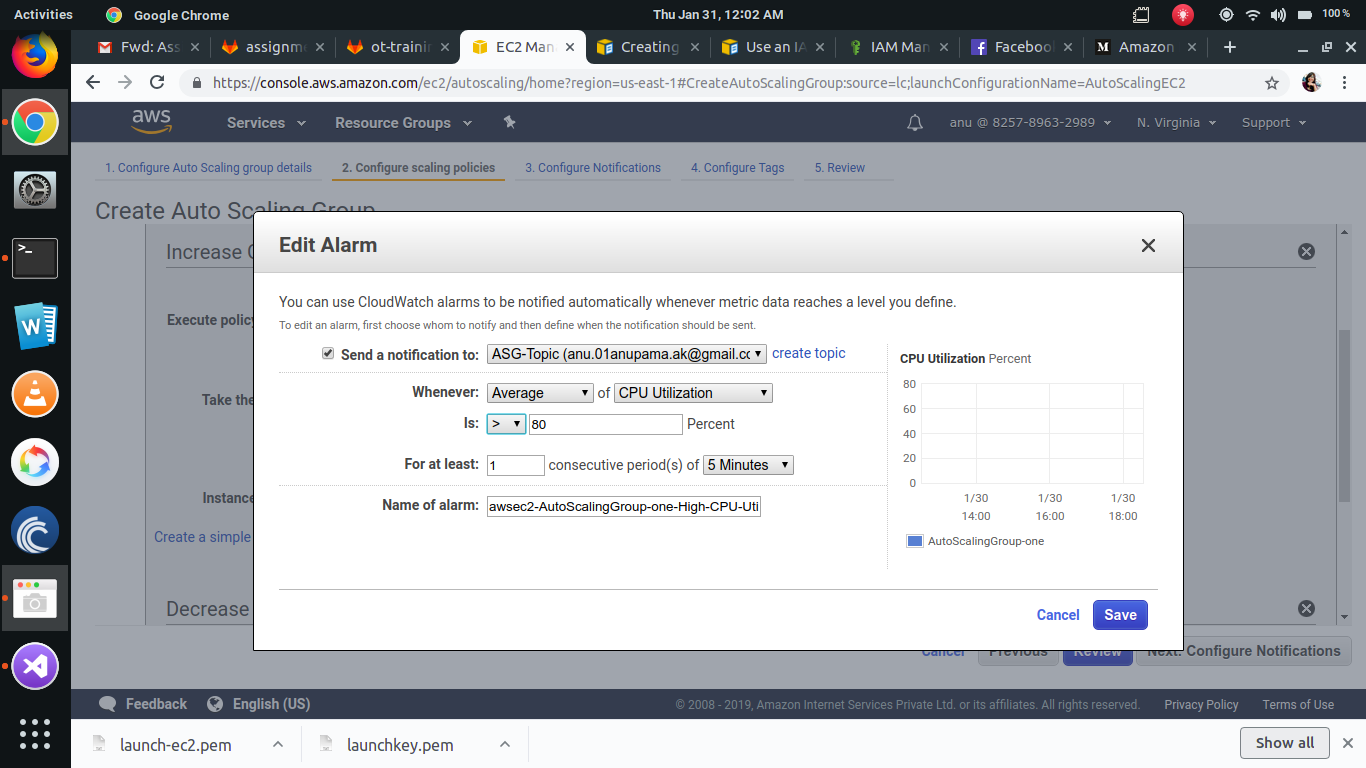 Activities
Google Chrome
Thu Jan 31, 12:02 AM
100 %
Fwd: Ass
assignme
ot-trainin
EC2 Man
Creating
Use an IA
IAM Man
Facebook
Amazon
https://console.aws.amazon.com/ec2/autoscaling/home?region=us-east-1#CreateAutoScalingGroup:source=lc;launchConfigurationName=AutoScalingEC2
aws
Services
Resource Groups
anu @ 8257-8963-2989
N. Virginia
Support
1. Configure Auto Scaling group details
2. Configure scaling policies
3. Configure Notifications
4. Configure Tags
5. Review
Create Auto Scaling Group
Increase
Execute policy
Take the
Instance
Create a simple
Decrease
Edit Alarm
You can use CloudWatch alarms to be notified automatically whenever metric data reaches a level you define.
To edit an alarm, first choose whom to notify and then define when the notification should be sent.
Send a notification to: ASG-Topic (anu.01anupama.ak@gmail.cc create topic
Whenever: Average of CPU Utilization
Is: > 80 Percent
For at least: 1 consecutive period(s) of 5 Minutes
Name of alarm: awsec2-AutoScalingGroup-one-High-CPU-Uti
CPU Utilization Percent
80
60
40
20
0
1/30 1/30 1/30
14:00 16:00 18:00
AutoScalingGroup-one
Cancel Save
Cancel Previous Review Next: Configure Notifications
Feedback
English (US)
© 2008 - 2019, Amazon Internet Services Private Ltd. or its affiliates. All rights reserved.
Privacy Policy
Terms of Use
launch-ec2.pem
launchkey.pem
Show all